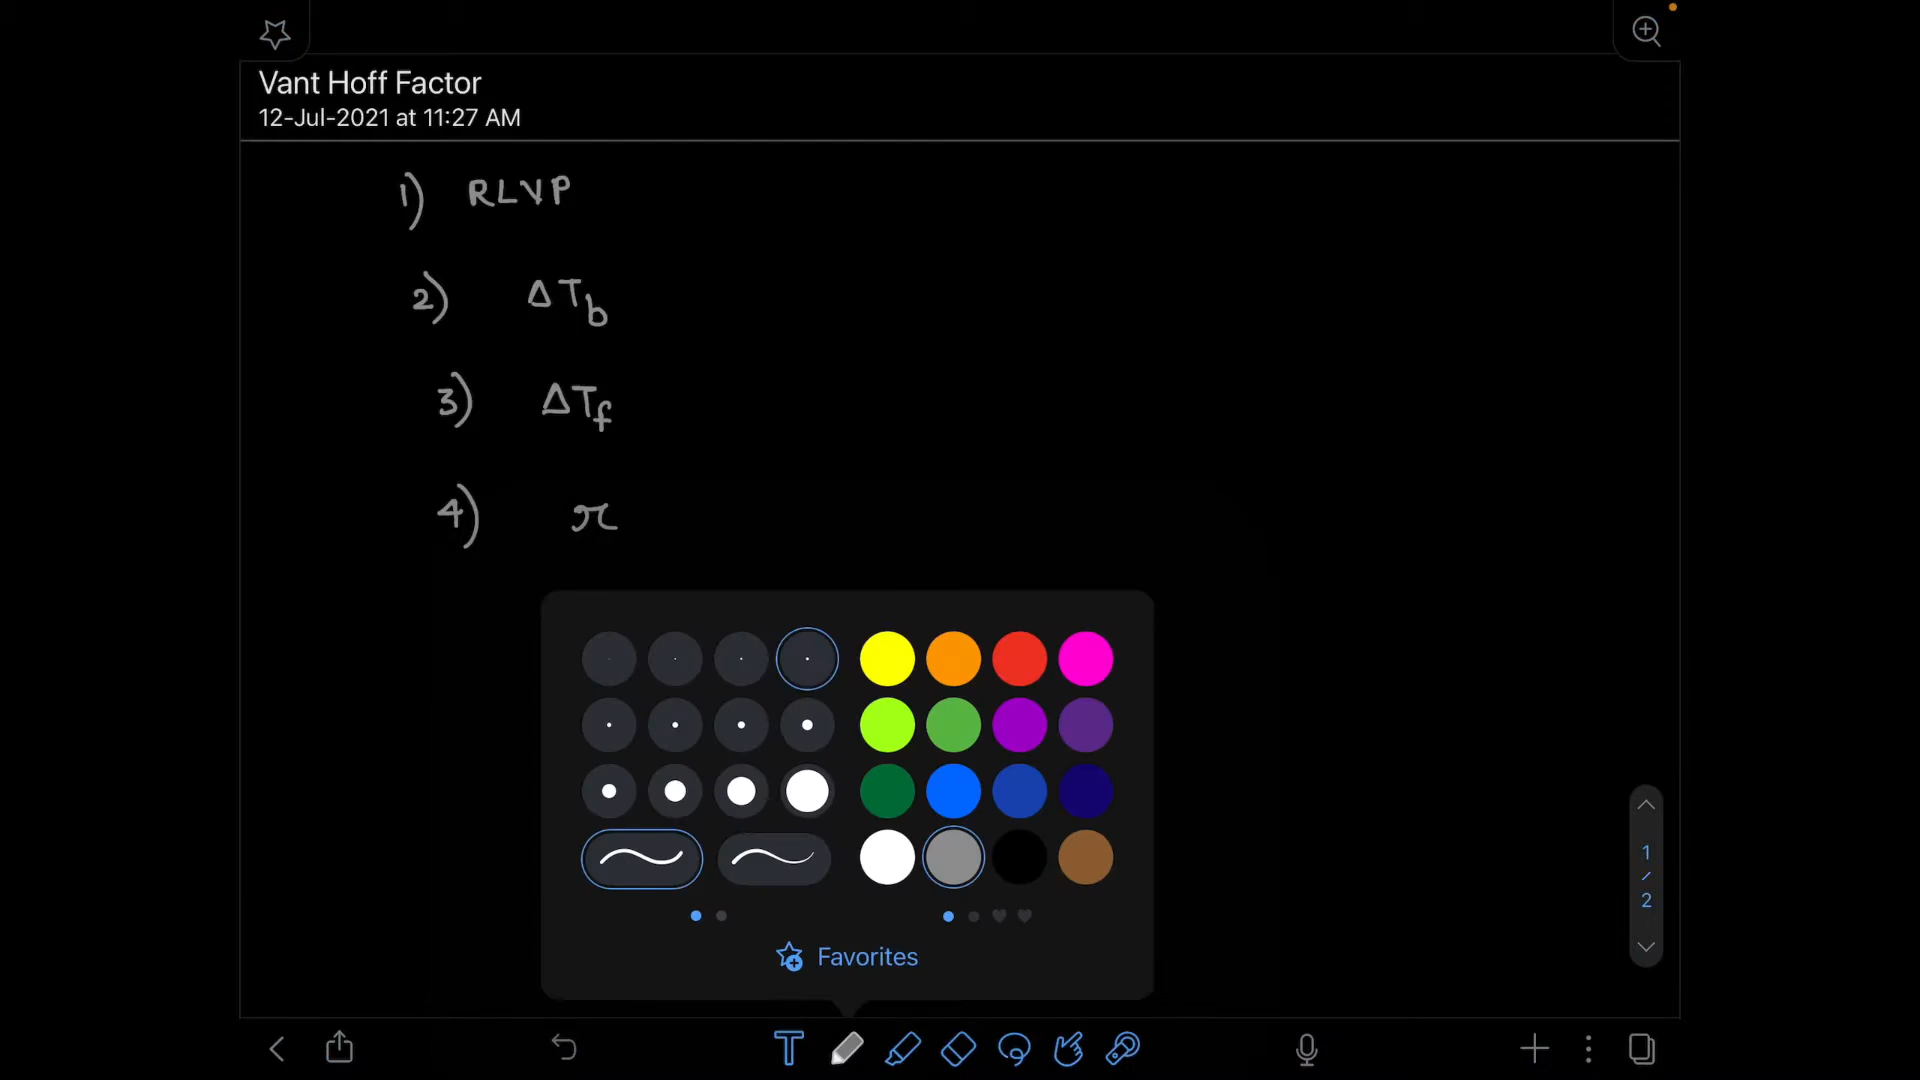 Vant Hoff Factor
12-Jul-2021 at 11:27 AM
1) RLVP
2) ΔTb
3) ΔTf
4) π
Favorites
1
/
2
T